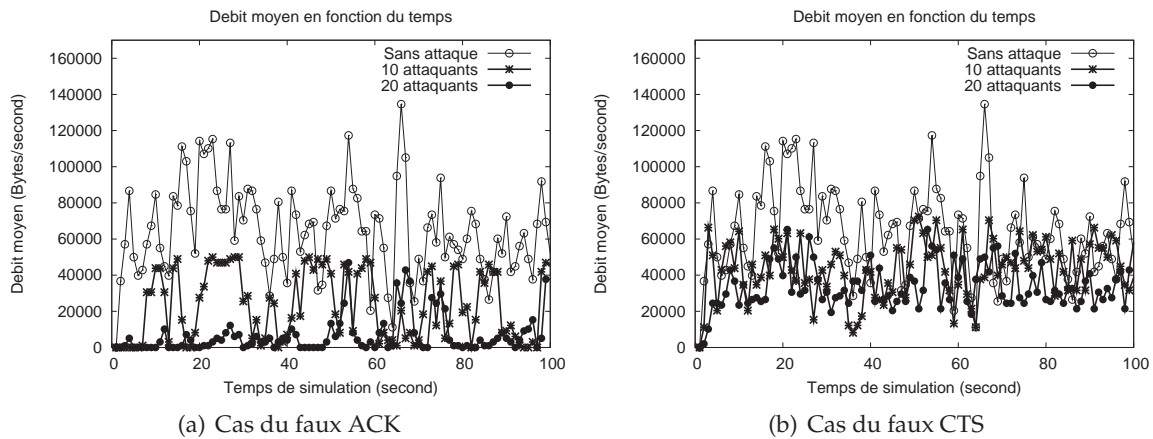 Debit moyen en fonction du temps
160000
140000
120000
100000
80000
60000
40000
20000
0
Debit moyen (Bytes/second)
Sans attaque
10 attaquants
20 attaquants
0 20 40 60 80 100
Temps de simulation (second)
(a) Cas du faux ACK
Debit moyen en fonction du temps
160000
140000
120000
100000
80000
60000
40000
20000
0
Debit moyen (Bytes/second)
Sans attaque
10 attaquants
20 attaquants
0 20 40 60 80 100
Temps de simulation (second)
(b) Cas du faux CTS